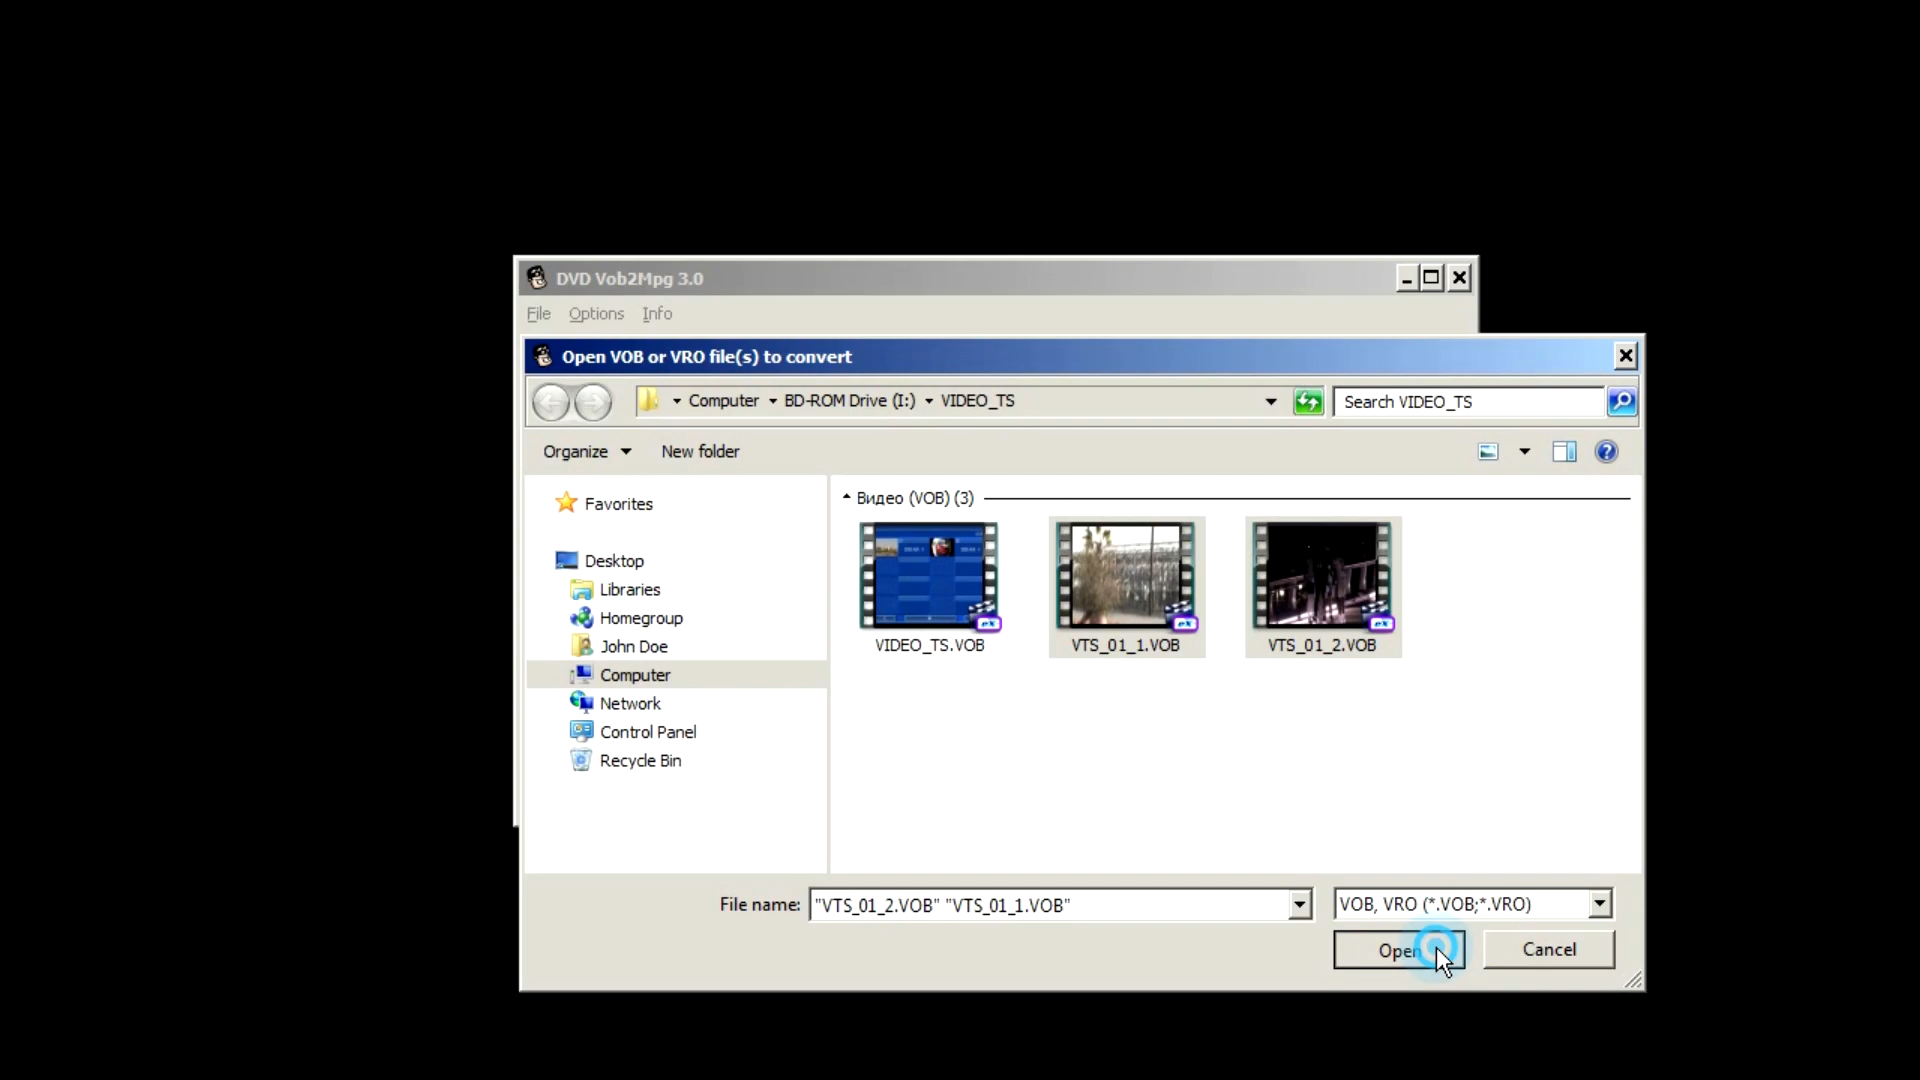 DVD Vob2Mpg 3.0
File Options Info
Open VOB or VRO file(s) to convert
Computer BD-ROM Drive (I:) VIDEO_TS
Search VIDEO_TS
Organize New folder
Favorites
Desktop
Libraries
Homegroup
John Doe
Computer
Network
Control Panel
Recycle Bin
Видео (VOB) (3)
VIDEO_TS.VOB
VTS_01_1.VOB
VTS_01_2.VOB
File name: "VTS_01_2.VOB" "VTS_01_1.VOB"
VOB, VRO (*.VOB;*.VRO)
Open Cancel